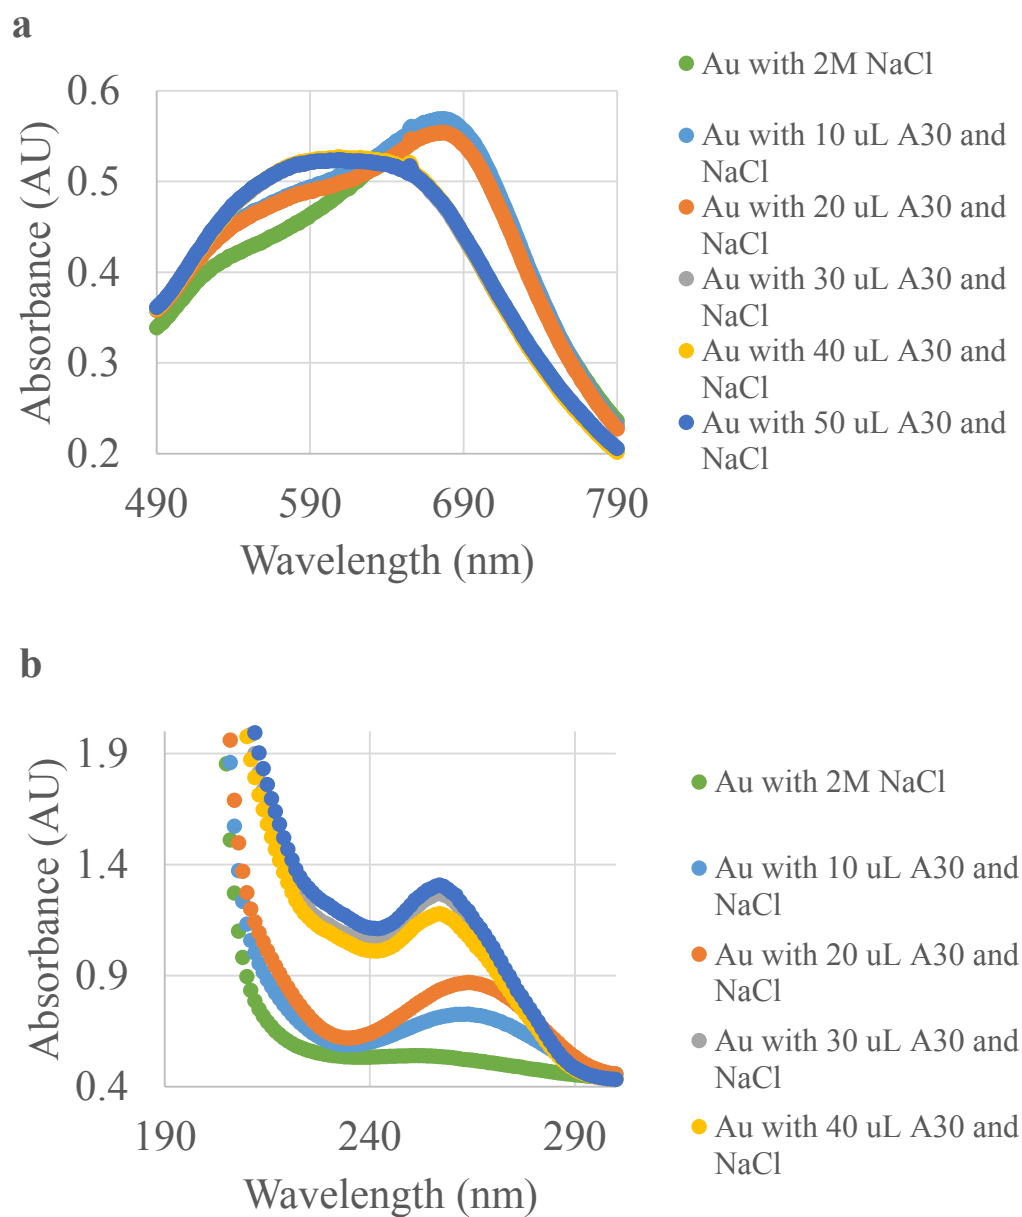 a
Absorbance (AU)
0.6
0.5
0.4
0.3
0.2
490
590
690
790
Wavelength (nm)
Au with 2M NaCl
Au with 10 uL A30 and
NaCl
Au with 20 uL A30 and
NaCl
Au with 30 uL A30 and
NaCl
Au with 40 uL A30 and
NaCl
Au with 50 uL A30 and
NaCl
b
Absorbance (AU)
1.9
1.4
0.9
0.4
190
240
290
Wavelength (nm)
Au with 2M NaCl
Au with 10 uL A30 and
NaCl
Au with 20 uL A30 and
NaCl
Au with 30 uL A30 and
NaCl
Au with 40 uL A30 and
NaCl